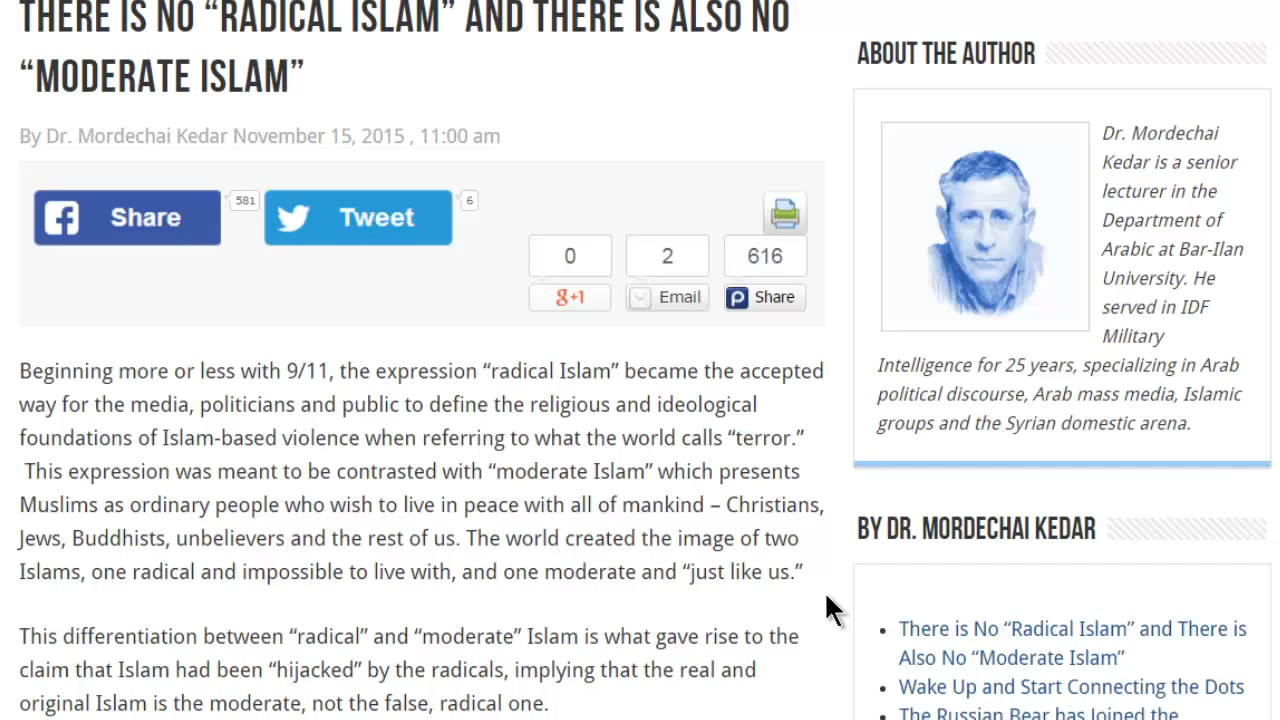 THERE IS NO “RADICAL ISLAM” AND THERE IS ALSO NO
“MODERATE ISLAM”
By Dr. Mordechai Kedar November 15, 2015 , 11:00 am
Share
581
Tweet
6
0
2
616
g+1
Email
Share
Beginning more or less with 9/11, the expression “radical Islam” became the accepted
way for the media, politicians and public to define the religious and ideological
foundations of Islam-based violence when referring to what the world calls “terror.”
This expression was meant to be contrasted with “moderate Islam” which presents
Muslims as ordinary people who wish to live in peace with all of mankind – Christians,
Jews, Buddhists, unbelievers and the rest of us. The world created the image of two
Islams, one radical and impossible to live with, and one moderate and “just like us.”
This differentiation between “radical” and “moderate” Islam is what gave rise to the
claim that Islam had been “hijacked” by the radicals, implying that the real and
original Islam is the moderate, not the false, radical one.
ABOUT THE AUTHOR
Dr. Mordechai
Kedar is a senior
lecturer in the
Department of
Arabic at Bar-Ilan
University. He
served in IDF
Military
Intelligence for 25 years, specializing in Arab
political discourse, Arab mass media, Islamic
groups and the Syrian domestic arena.
BY DR. MORDECHAI KEDAR
There is No “Radical Islam” and There is
Also No “Moderate Islam”
Wake Up and Start Connecting the Dots
The Russian Bear has Joined the